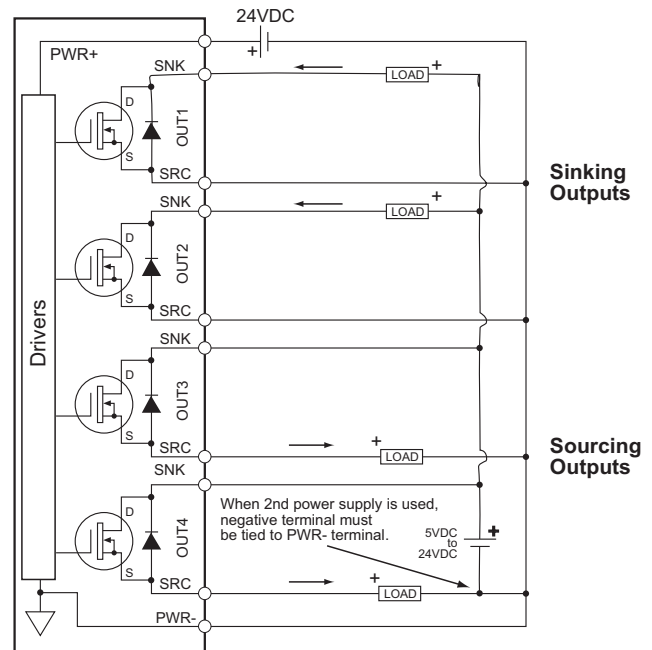 24VDC
+
PWR+
SNK
LOAD
+
D
S
OUT1
SRC
Sinking
Outputs
SNK
LOAD
+
D
S
OUT2
SRC
Drivers
SNK
D
S
OUT3
SRC
+
LOAD
Sourcing
Outputs
SNK
When 2nd power supply is used,
negative terminal must
be tied to PWR- terminal.
5VDC
to
24VDC
+
D
S
OUT4
SRC
+
LOAD
PWR-